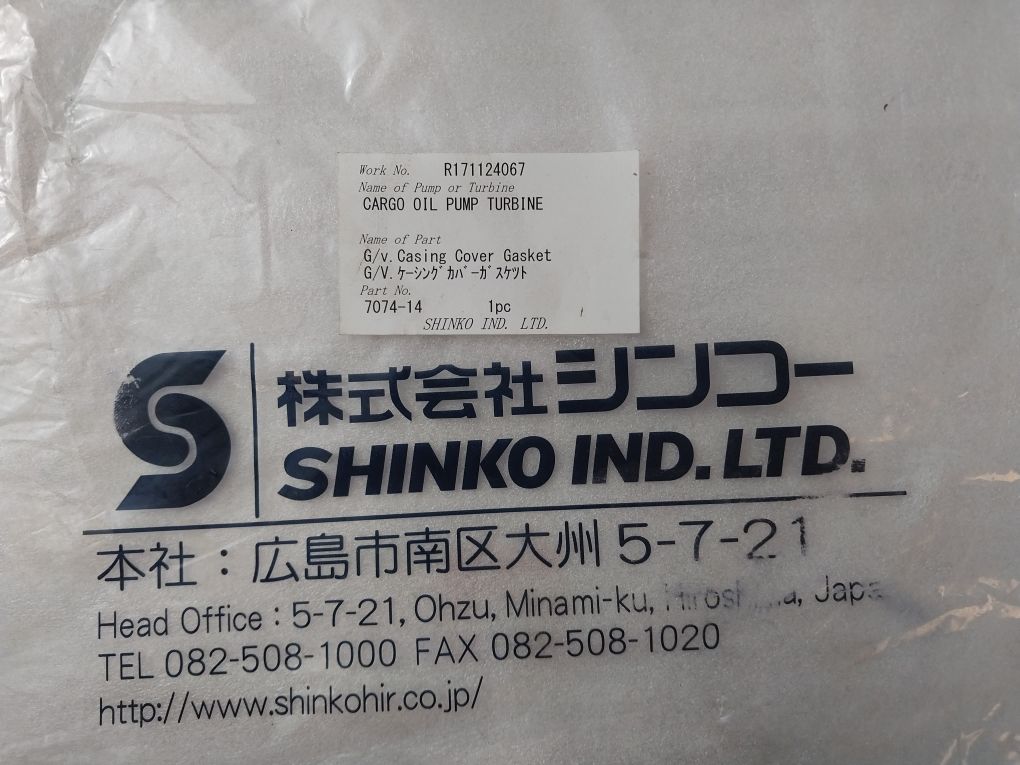 Work No. R171124067
Name of Pump or Turbine
CARGO OIL PUMP TURBINE
Name of Part
G/v. Casing Cover Gasket
G/V. ｹｰｼﾝｸﾞｶﾊﾞｰｶﾞｽｹﾂﾄ
Part No.
7074-14 1pc
SHINKO IND. LTD.
株式会社シンコー
SHINKO IND. LTD.
本社：広島市南区大州 5-7-21
Head Office : 5-7-21, Ohzu, Minami-ku,
TEL 082-508-1000 FAX 082-508-1020
http://www.shinkohir.co.jp/